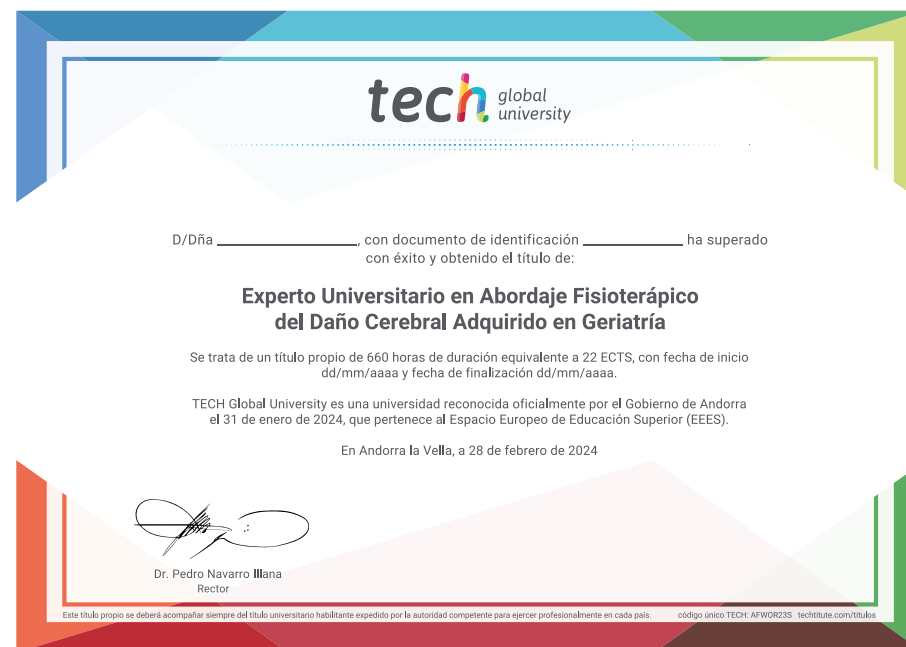 tech global
university
D/Dña ____________________, con documento de identificación ______________ ha superado
con éxito y obtenido el título de:
Experto Universitario en Abordaje Fisioterápico
del Daño Cerebral Adquirido en Geriatría
Se trata de un título propio de 660 horas de duración equivalente a 22 ECTS, con fecha de inicio
dd/mm/aaaa y fecha de finalización dd/mm/aaaa.
TECH Global University es una universidad reconocida oficialmente por el Gobierno de Andorra
el 31 de enero de 2024, que pertenece al Espacio Europeo de Educación Superior (EEES).
En Andorra la Vella, a 28 de febrero de 2024
Dr. Pedro Navarro Illana
Rector
Este título propio se deberá acompañar siempre del título universitario habilitante expedido por la autoridad competente para ejercer profesionalmente en cada país. código único TECH: AFWOR23S techtitute.com/titulos